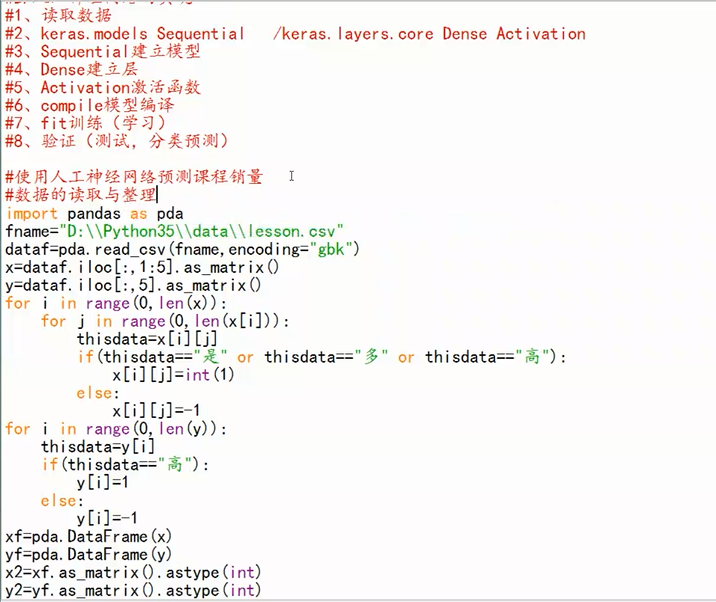 #1、读取数据
#2、keras.models Sequential   /keras.layers.core Dense Activation
#3、Sequential建立模型
#4、Dense建立层
#5、Activation激活函数
#6、compile模型编译
#7、fit训练（学习）
#8、验证（测试，分类预测）

#使用人工神经网络预测课程销量
#数据的读取与整理
import pandas as pda
fname="D:\\Python35\\data\\lesson.csv"
dataf=pda.read_csv(fname,encoding="gbk")
x=dataf.iloc[:,1:5].as_matrix()
y=dataf.iloc[:,5].as_matrix()
for i in range(0,len(x)):
    for j in range(0,len(x[i])):
        thisdata=x[i][j]
        if(thisdata=="是" or thisdata=="多" or thisdata=="高"):
            x[i][j]=int(1)
        else:
            x[i][j]=-1
for i in range(0,len(y)):
    thisdata=y[i]
    if(thisdata=="高"):
        y[i]=1
    else:
        y[i]=-1
xf=pda.DataFrame(x)
yf=pda.DataFrame(y)
x2=xf.as_matrix().astype(int)
y2=yf.as_matrix().astype(int)